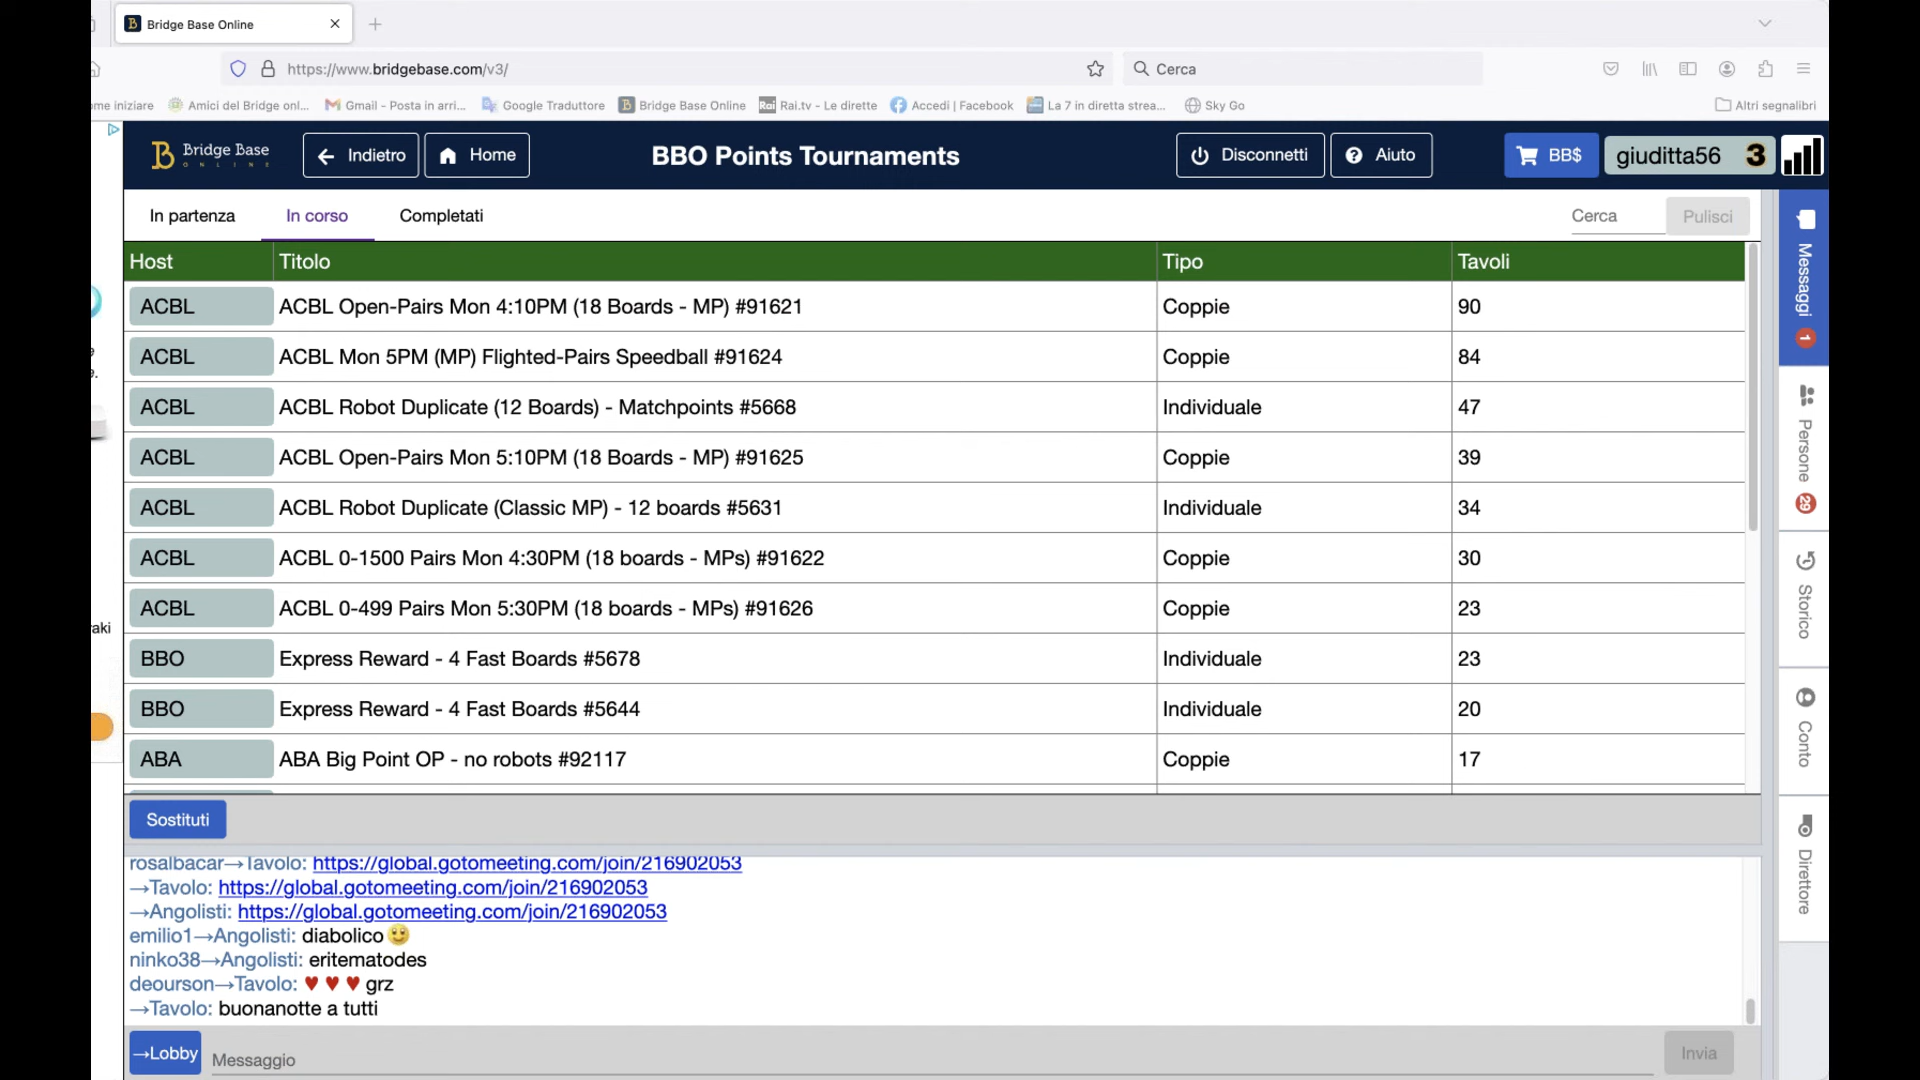 Bridge Base Online
https://www.bridgebase.com/v3/
Cerca
ome iniziare
Amici del Bridge onl...
Gmail - Posta in arri...
Google Traduttore
Bridge Base Online
Rai Rai.tv - Le dirette
Accedi | Facebook
La 7 in diretta strea...
Sky Go
Altri segnalibri
Bridge Base
ONLINE
Indietro
Home
BBO Points Tournaments
Disconnetti
Aiuto
BB$
giuditta56 3
In partenza
In corso
Completati
Cerca
Pulisci
Host Titolo Tipo Tavoli
ACBL ACBL Open-Pairs Mon 4:10PM (18 Boards - MP) #91621 Coppie 90
ACBL ACBL Mon 5PM (MP) Flighted-Pairs Speedball #91624 Coppie 84
ACBL ACBL Robot Duplicate (12 Boards) - Matchpoints #5668 Individuale 47
ACBL ACBL Open-Pairs Mon 5:10PM (18 Boards - MP) #91625 Coppie 39
ACBL ACBL Robot Duplicate (Classic MP) - 12 boards #5631 Individuale 34
ACBL ACBL 0-1500 Pairs Mon 4:30PM (18 boards - MPs) #91622 Coppie 30
ACBL ACBL 0-499 Pairs Mon 5:30PM (18 boards - MPs) #91626 Coppie 23
BBO Express Reward - 4 Fast Boards #5678 Individuale 23
BBO Express Reward - 4 Fast Boards #5644 Individuale 20
ABA ABA Big Point OP - no robots #92117 Coppie 17
raki
Sostituti
rosalbacar→Tavolo: https://global.gotomeeting.com/join/216902053
→Tavolo: https://global.gotomeeting.com/join/216902053
→Angolisti: https://global.gotomeeting.com/join/216902053
emilio1→Angolisti: diabolico🙂
ninko38→Angolisti: eritematodes
deourson→Tavolo: ♥ ♥ ♥ grz
→Tavolo: buonanotte a tutti
→Lobby
Messaggio
Invia
Messaggi 1
Persone 29
Storico
Conto
Direttore